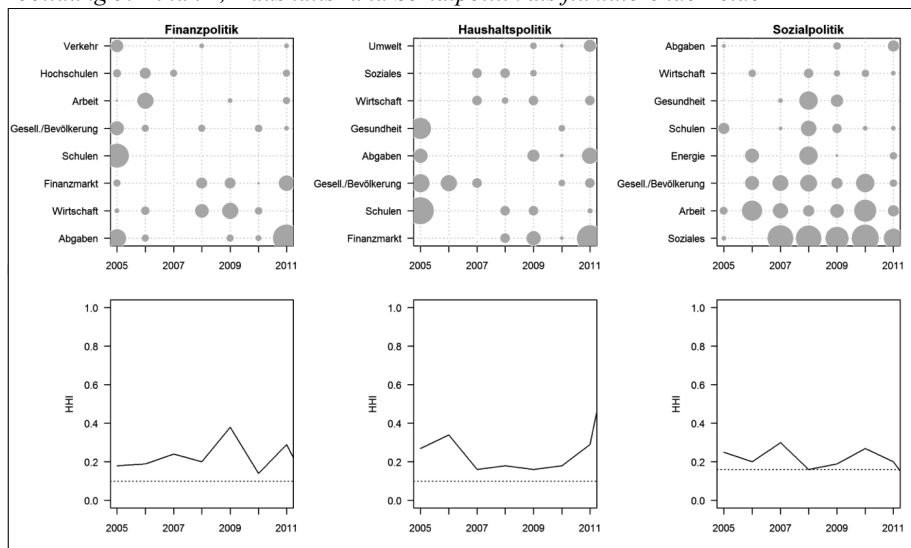 Finanzpolitik
Verkehr
Hochschulen
Arbeit
Gesell./Bevölkerung
Schulen
Finanzmarkt
Wirtschaft
Abgaben
2005 2007 2009 2011
Haushaltspolitik
Umwelt
Soziales
Wirtschaft
Gesundheit
Abgaben
Gesell./Bevölkerung
Schulen
Finanzmarkt
2005 2007 2009 2011
Sozialpolitik
Abgaben
Wirtschaft
Gesundheit
Schulen
Energie
Gesell./Bevölkerung
Arbeit
Soziales
2005 2007 2009 2011
HHI
1.0
0.8
0.6
0.4
0.2
0.0
2005 2007 2009 2011
HHI
1.0
0.8
0.6
0.4
0.2
0.0
2005 2007 2009 2011
HHI
1.0
0.8
0.6
0.4
0.2
0.0
2005 2007 2009 2011